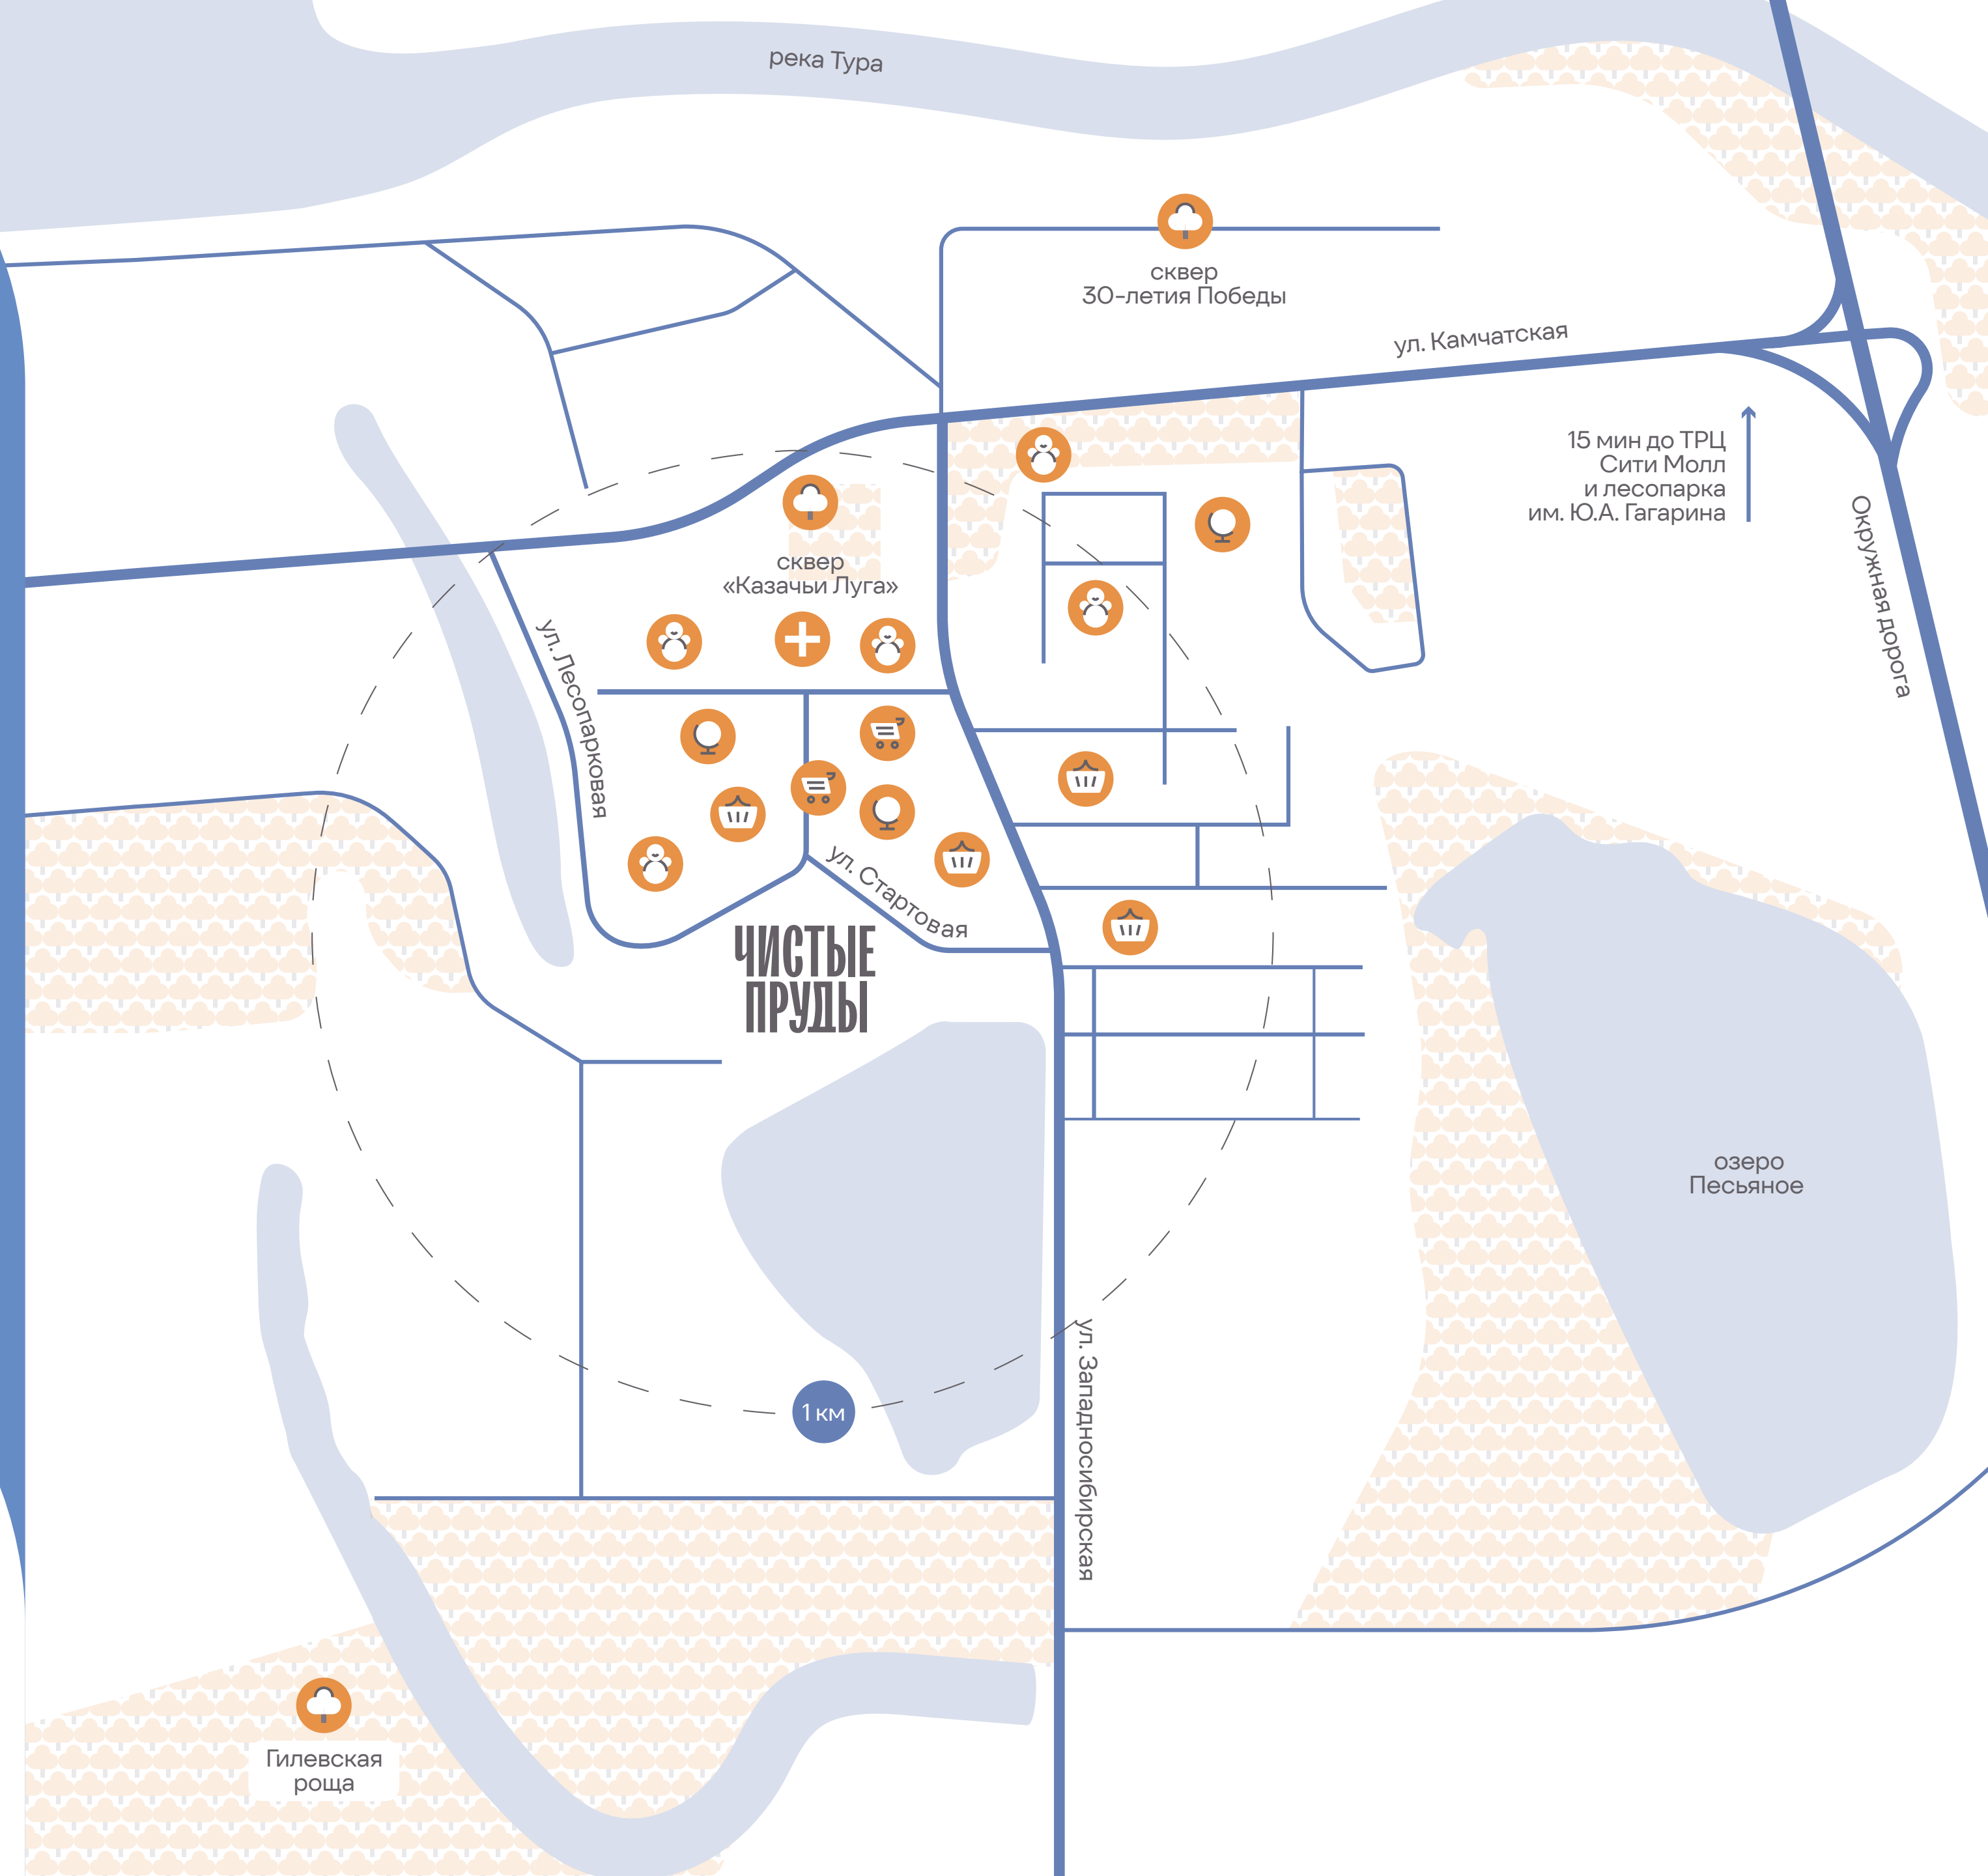 река Тура
сквер
30-летия Победы
ул. Камчатская
15 мин до ТРЦ
Сити Молл
и лесопарка
им. Ю.А. Гагарина
Окружная дорога
сквер
«Казачьи Луга»
ул. Лесопарковая
ул. Стартовая
ЧИСТЫЕ
ПРУДЫ
озеро
Песьяное
ул. Западносибирская
1 км
Гилевская
роща